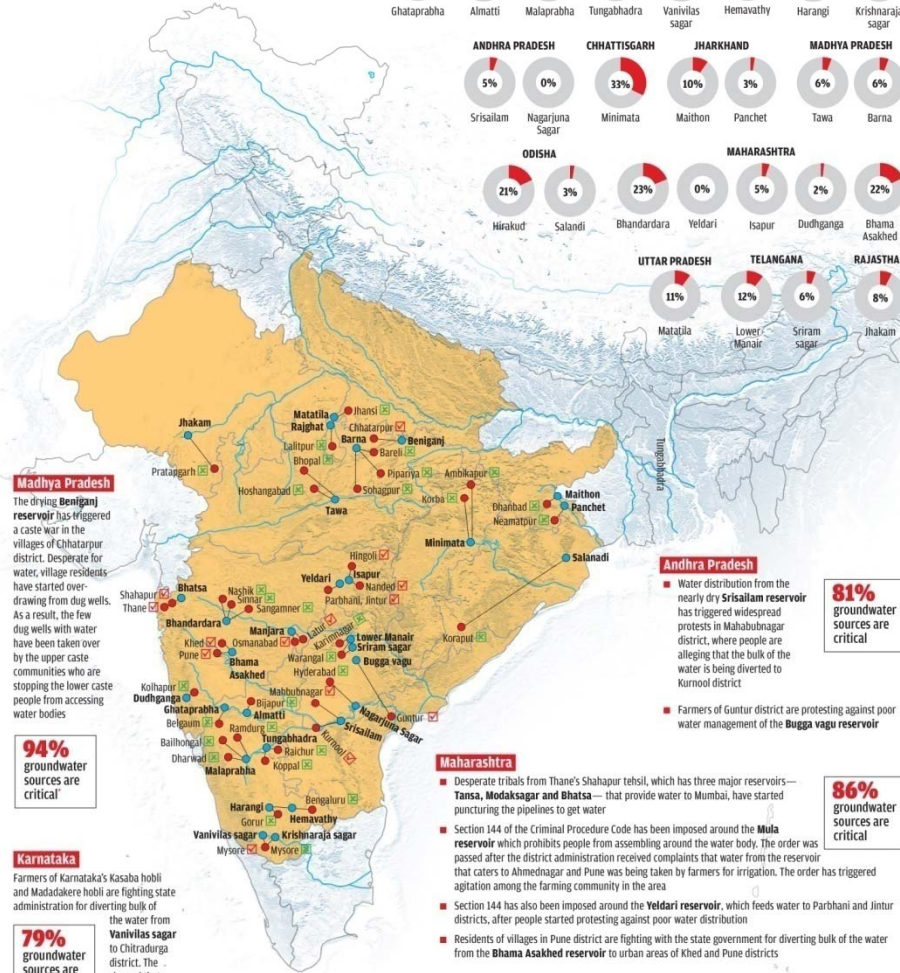 Ghataprabha Almatti Malaprabha Tungabhadra Vanivilas sagar Hemavathy Harangi Krishnaraja sagar
ANDHRA PRADESH CHHATTISGARH JHARKHAND MADHYA PRADESH
5% 0% 33% 10% 3% 6% 6%
Srisailam Nagarjuna Sagar Minimata Maithon Panchet Tawa Barna
ODISHA MAHARASHTRA
21% 3% 23% 0% 5% 2% 22%
Hirakud Salandi Bhandardara Yeldari Isapur Dudhganga Bhama Asakhed
UTTAR PRADESH TELANGANA RAJASTHA
11% 12% 6% 8%
Matatila Lower Manair Sriram sagar Jhakam
Tungabhadra
Jhakam
Pratapgarh
Matatila
Rajghat
Jhansi
Chhatarpur
Barna
Beniganj
Lalitpur
Bareli
Bhopal
Pipariya
Hoshangabad
Sohagpur
Tawa
Ambikapur
Korba
Minimata
Maithon
Dhanbad
Panchet
Neamatpur
Salanadi
Koraput
Hingoli
Yeldari
Isapur
Nanded
Parbhani, Jintur
Shahapur
Bhatsa
Thane
Nashik
Sinnar
Sangamner
Bhandardara
Manjara
Latur
Karimnagar
Khed
Osmanabad
Lower Manair
Sriram sagar
Pune
Bhama Asakhed
Warangal
Bugga vagu
Hyderabad
Kolhapur
Dudhganga
Mabbubnagar
Bijapur
Ghataprabha
Almatti
Nagarjuna Sagar
Guntur
Belgaum
Ramdurg
Srisailam
Kurnool
Bailhongal
Tungabhadra
Raichur
Dharwad
Koppal
Malaprabha
Bengaluru
Harangi
Gorur
Hemavathy
Vanivilas sagar
Krishnaraja sagar
Mysore
Mysore
Madhya Pradesh
The drying Beniganj
reservoir has triggered
a caste war in the
villages of Chhatarpur
district. Desperate for
water, village residents
have started over-
drawing from dug wells.
As a result, the few
dug wells with water
have been taken over
by the upper caste
communities who are
stopping the lower caste
people from accessing
water bodies
94%
groundwater
sources are
critical*
Karnataka
Farmers of Karnataka's Kasaba hobli
and Madadakere hobli are fighting state
administration for diverting bulk of
the water from
Vanivilas sagar
to Chitradurga
district. The
79%
groundwater
sources are
Andhra Pradesh
■ Water distribution from the
nearly dry Srisailam reservoir
has triggered widespread
protests in Mahabubnagar
district, where people are
alleging that the bulk of the
water is being diverted to
Kurnool district
■ Farmers of Guntur district are protesting against poor
water management of the Bugga vagu reservoir
81%
groundwater
sources are
critical
Maharashtra
■ Desperate tribals from Thane's Shahapur tehsil, which has three major reservoirs—
Tansa, Modaksagar and Bhatsa— that provide water to Mumbai, have started
puncturing the pipelines to get water
■ Section 144 of the Criminal Procedure Code has been imposed around the Mula
reservoir which prohibits people from assembling around the water body. The order was
passed after the district administration received complaints that water from the reservoir
that caters to Ahmednagar and Pune was being taken by farmers for irrigation. The order has triggered
agitation among the farming community in the area
■ Section 144 has also been imposed around the Yeldari reservoir, which feeds water to Parbhani and Jintur
districts, after people started protesting against poor water distribution
■ Residents of villages in Pune district are fighting with the state government for diverting bulk of the water
from the Bhama Asakhed reservoir to urban areas of Khed and Pune districts
86%
groundwater
sources are
critical